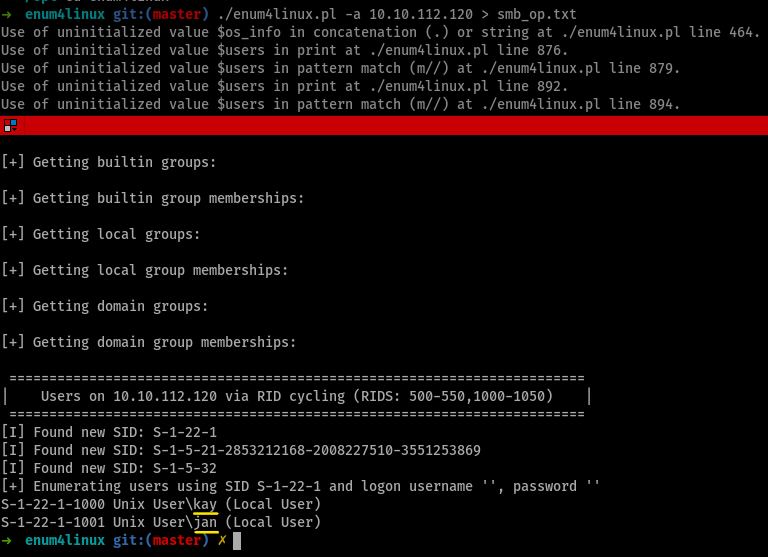 → enum4linux git:(master) ./enum4linux.pl -a 10.10.112.120 > smb_op.txt
Use of uninitialized value $os_info in concatenation (.) or string at ./enum4linux.pl line 464.
Use of uninitialized value $users in print at ./enum4linux.pl line 876.
Use of uninitialized value $users in pattern match (m//) at ./enum4linux.pl line 879.
Use of uninitialized value $users in print at ./enum4linux.pl line 892.
Use of uninitialized value $users in pattern match (m//) at ./enum4linux.pl line 894.
[+] Getting builtin groups:
[+] Getting builtin group memberships:
[+] Getting local groups:
[+] Getting local group memberships:
[+] Getting domain groups:
[+] Getting domain group memberships:
=======================================================================
| Users on 10.10.112.120 via RID cycling (RIDS: 500-550,1000-1050) |
=======================================================================
[I] Found new SID: S-1-22-1
[I] Found new SID: S-1-5-21-2853212168-2008227510-3551253869
[I] Found new SID: S-1-5-32
[+] Enumerating users using SID S-1-22-1 and logon username '', password ''
S-1-22-1-1000 Unix User\kay (Local User)
S-1-22-1-1001 Unix User\jan (Local User)
→ enum4linux git:(master) ✗